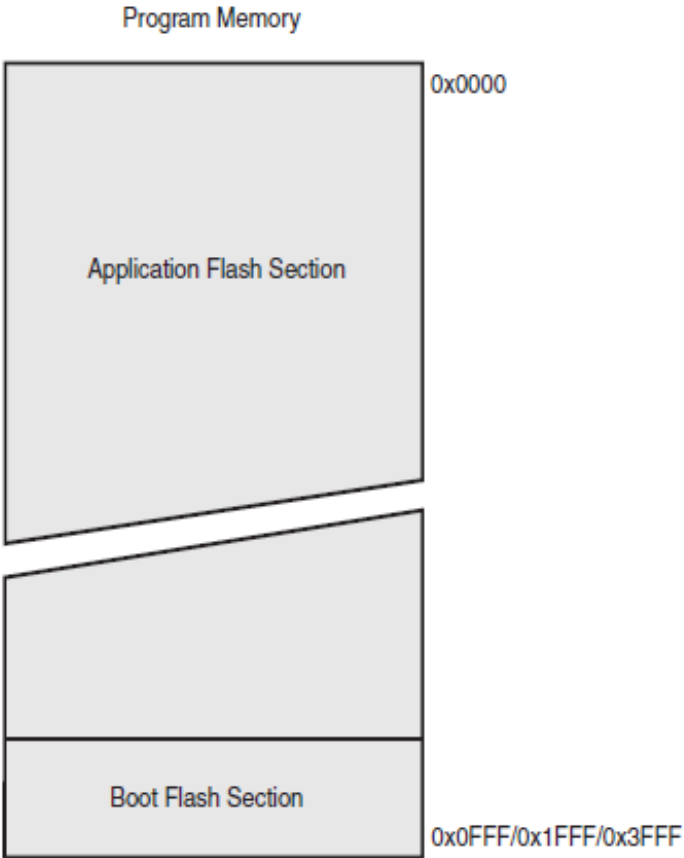 Program Memory
0x0000
Application Flash Section
Boot Flash Section
0x0FFF/0x1FFF/0x3FFF